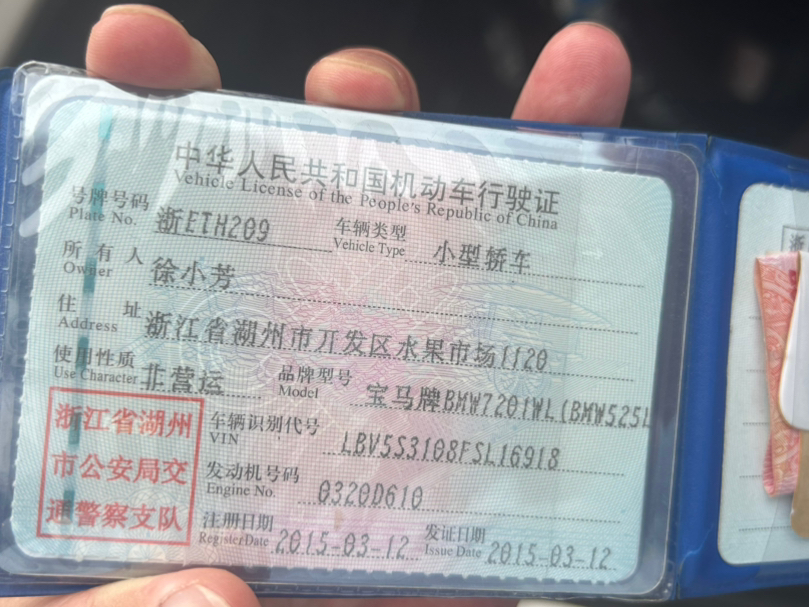 中华人民共和国机动车行驶证
Vehicle License of the People's Republic of China
号牌号码 浙ETH209 车辆类型 小型轿车
Plate No. Vehicle Type
所有人 徐小芳
Owner
住址 浙江省湖州市开发区水果市场1120
Address
使用性质 非营运 品牌型号 宝马牌BMW7201WL(BMW525L
Use Character Model
浙江省湖州
市公安局交
通警察支队
车辆识别代号 LBV5S3108FSL16918
VIN
发动机号码 0320D610
Engine No.
注册日期 2015-03-12 发证日期 2015-03-12
Register Date Issue Date